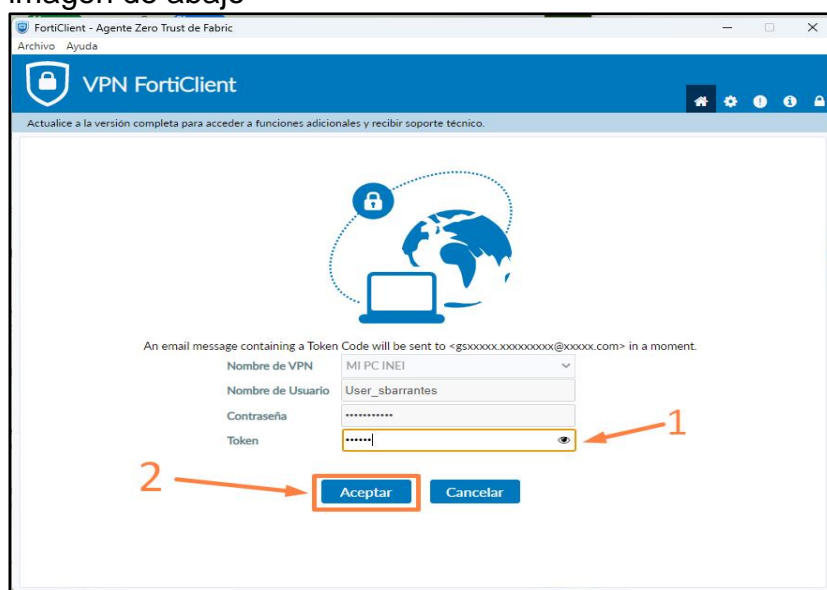 imagen de abajo
FortiClient - Agente Zero Trust de Fabric
Archivo Ayuda
VPN FortiClient
Actualice a la versión completa para acceder a funciones adicionales y recibir soporte técnico.
An email message containing a Token Code will be sent to <gsxxxxx.xxxxxxxxx@xxxxx.com> in a moment.
Nombre de VPN MI PC INEI
Nombre de Usuario User_sbarrantes
Contraseña •••••••••••
Token ••••••
1
2
Aceptar Cancelar